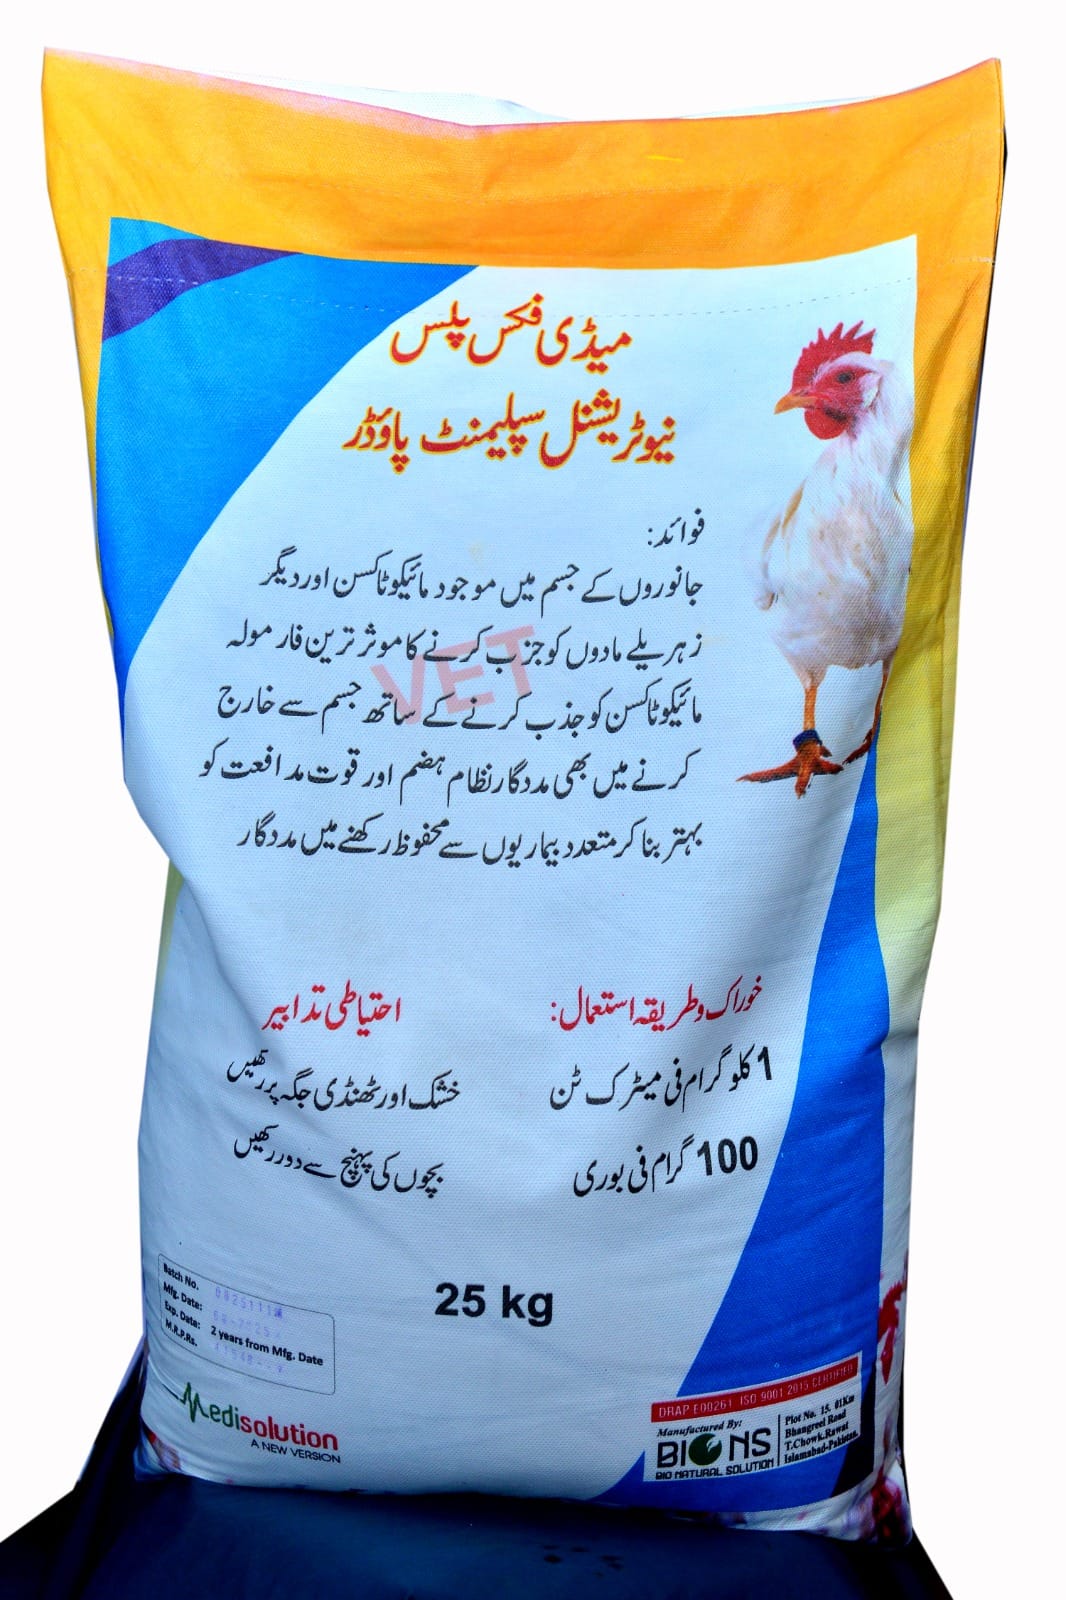 میڈی فکس پلس
نیوٹریشنل سپلیمنٹ پاؤڈر
فوائد:
جانوروں کے جسم میں موجود مائیکوٹاکسن اور دیگر
زہریلے مادوں کو جزب کرنے کا موثر ترین فارمولہ
مائیکوٹاکسن کو جذب کرنے کے ساتھ جسم سے خارج
کرنے میں بھی مددگار نظام ہضم اور قوت مدافعت کو
بہتر بنا کر متعدد بیماریوں سے محفوظ رکھنے میں مددگار
VET
خوراک و طریقہ استعمال:
1 کلو گرام فی میٹرک ٹن
100 گرام فی بوری
احتیاطی تدابیر
خشک اور ٹھنڈی جگہ پر رکھیں
بچوں کی پہنچ سے دور رکھیں
25 kg
Batch No.
Mfg. Date:
Exp. Date: 2 years from Mfg. Date
M.R.P.Rs.
Medisolution
A NEW VERSION
DRAP E00261 ISO 9001 2015 CERTIFIED
Manufactured By:
BIONS
BIO NATURAL SOLUTION
Plot No. 15, 01Km
Bhangreel Road
T.Chowk.Rawat
Islamabad-Pakistan.